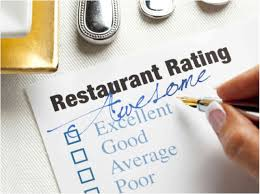 Restaurant Rating
Awesome
Excellent
Good
Average
Poor